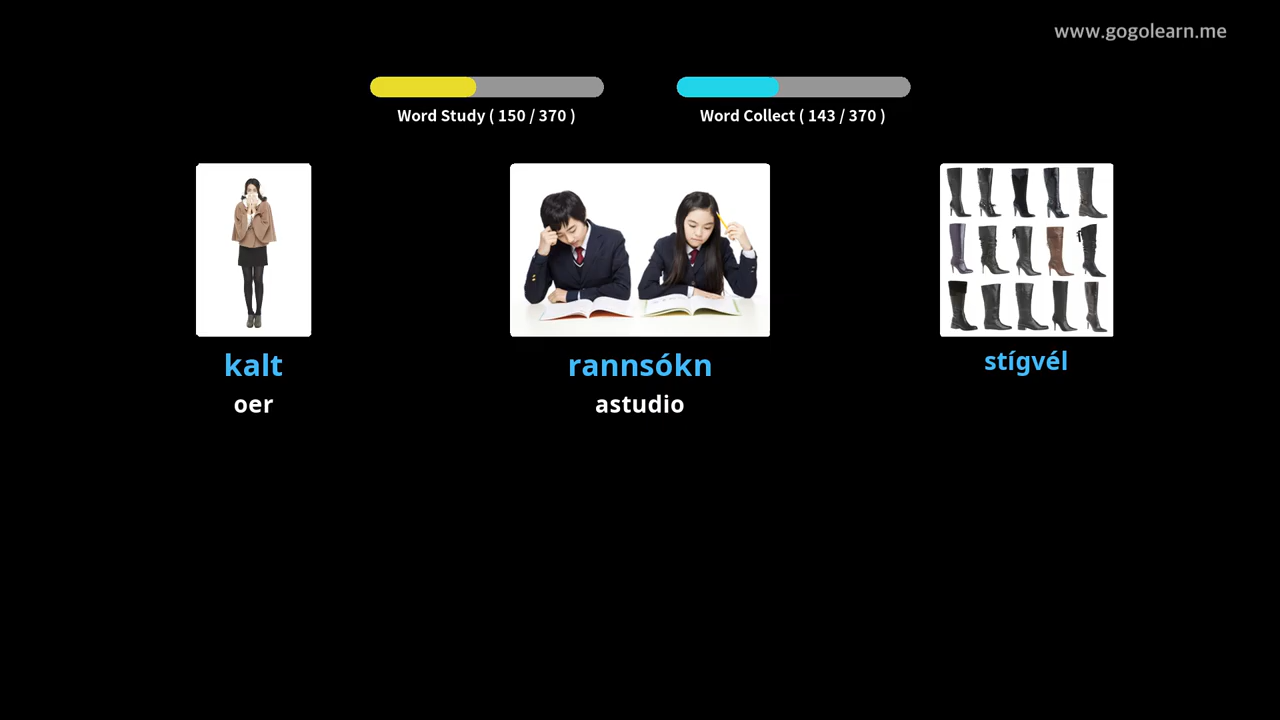 www.gogolearn.me
Word Study ( 150 / 370 )
Word Collect ( 143 / 370 )
kalt
oer
rannsókn
astudio
stígvél